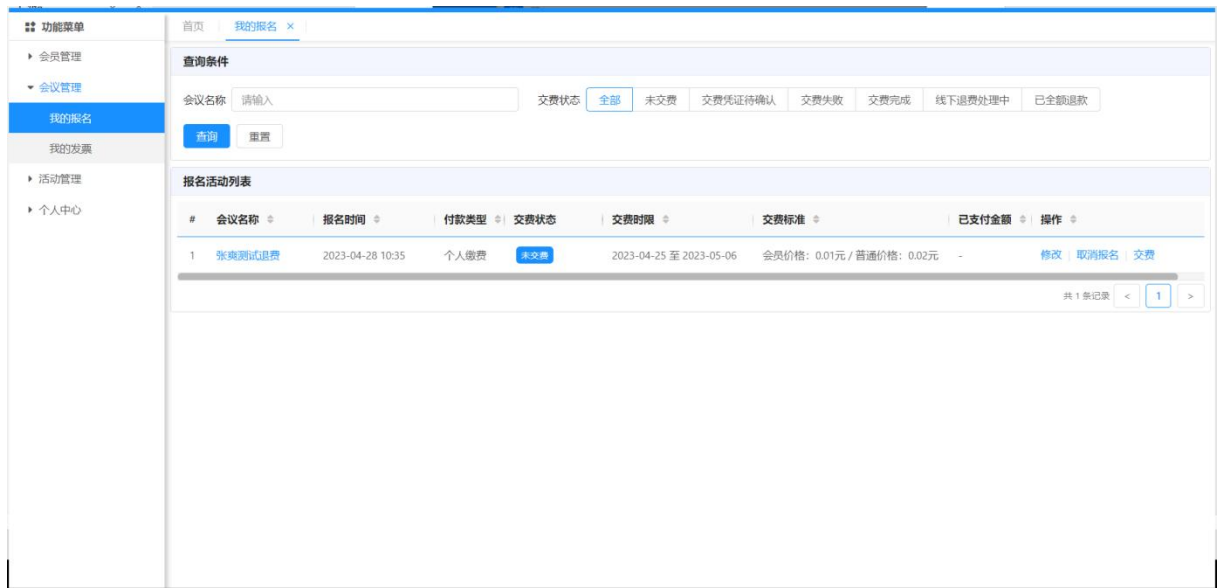 功能菜单
首页 我的报名 ×
会员管理
会议管理
我的报名
我的发票
活动管理
个人中心
查询条件
会议名称 请输入 交费状态 全部 未交费 交费凭证待确认 交费失败 交费完成 线下退费处理中 已全额退款
查询 重置
报名活动列表
# 会议名称 报名时间 付款类型 交费状态 交费时限 交费标准 已支付金额 操作
1 张爽测试退费 2023-04-28 10:35 个人缴费 未交费 2023-04-25 至 2023-05-06 会员价格：0.01元 / 普通价格：0.02元 - 修改 取消报名 交费
共 1 条记录 < 1 >